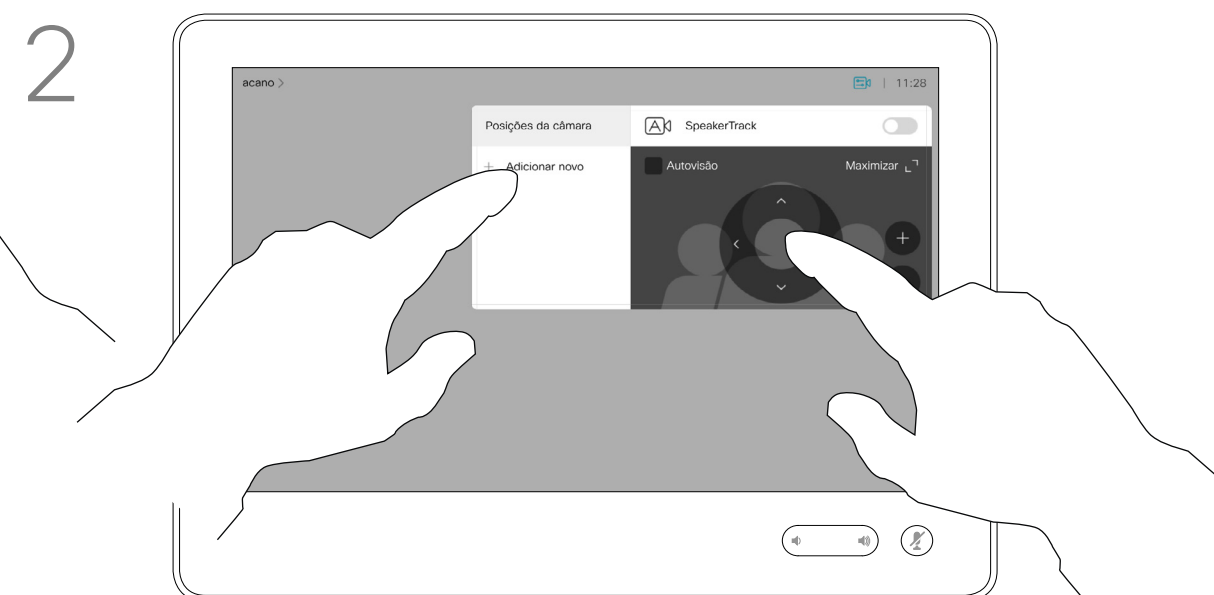 2
acano >
11:28
Posições da câmara
SpeakerTrack
+ Adicionar novo
Autovisão
Maximizar